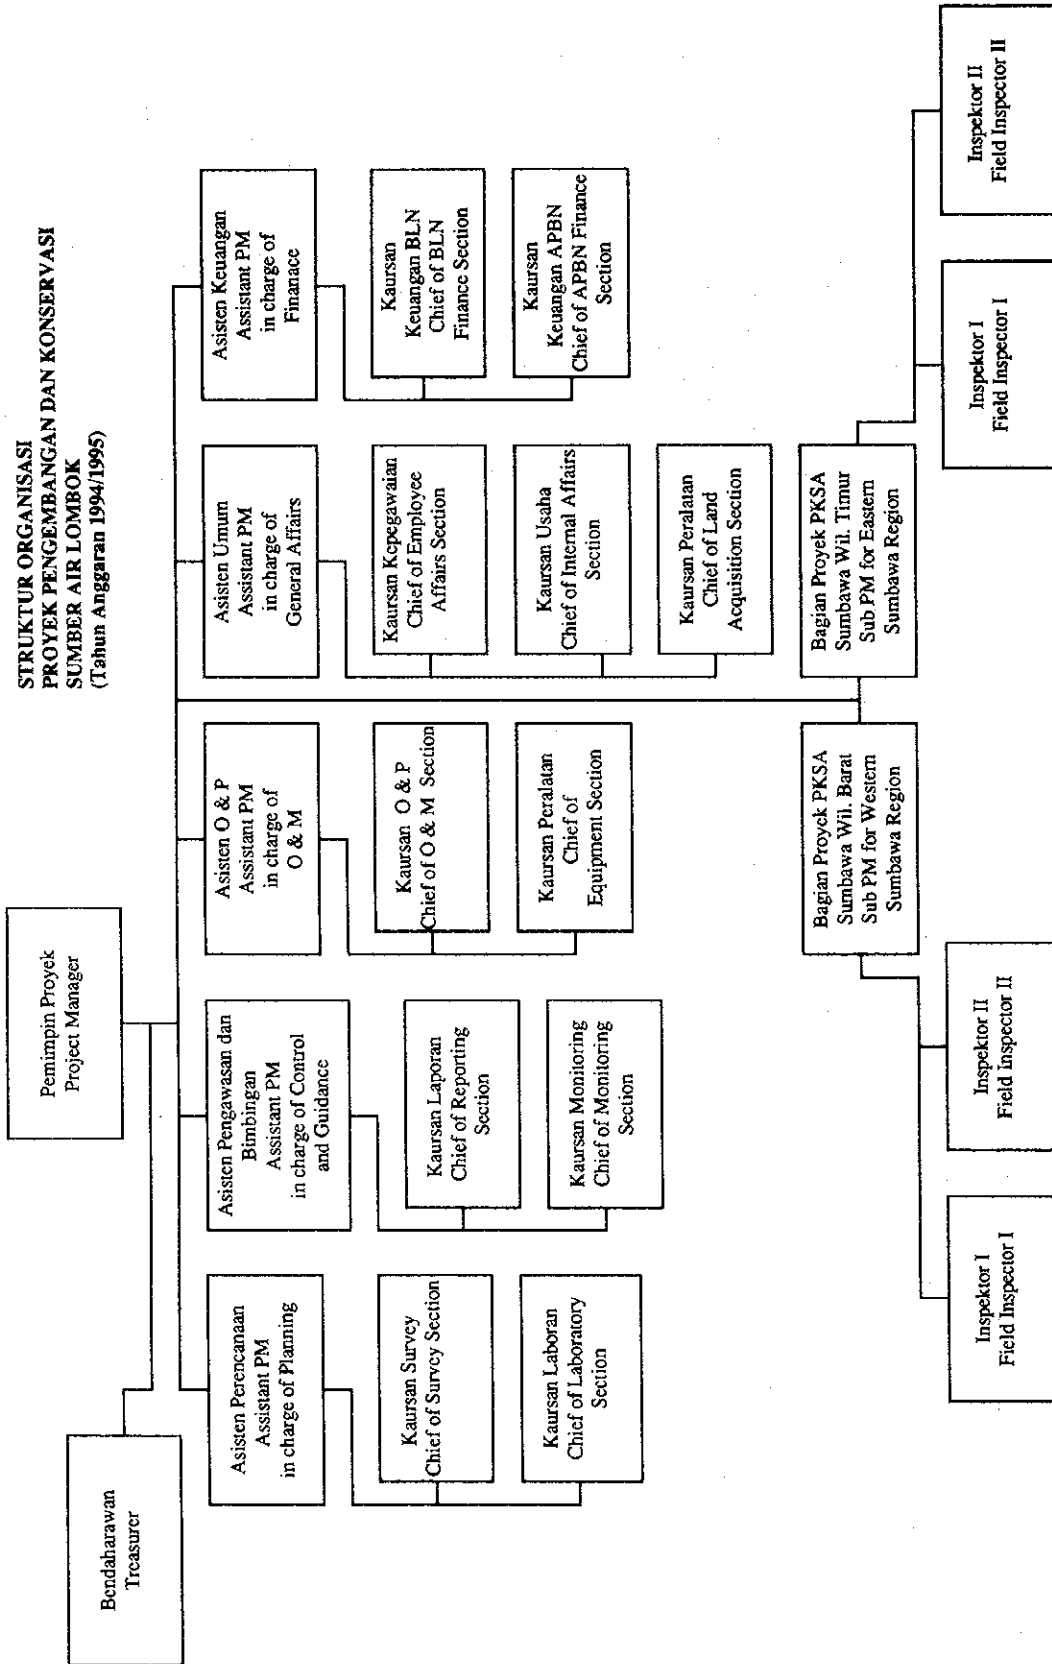 STRUKTUR ORGANISASI
PROYEK PENGEMBANGAN DAN KONSERVASI
SUMBER AIR LOMBOK
(Tahun Anggaran 1994/1995)
Pemimpin Proyek
Project Manager
Bendaharawan
Treasurer
Asisten Perencanaan
Assistant PM
in charge of Planning
Kaursan Survey
Chief of Survey Section
Kaursan Laboran
Chief of Laboratory
Section
Asisten Pengawasan dan
Bimbingan
Assistant PM
in charge of Control
and Guidance
Kaursan Laporan
Chief of Reporting
Section
Kaursan Monitoring
Chief of Monitoring
Section
Asisten O & P
Assistant PM
in charge of
O & M
Kaursan O & P
Chief of O & M Section
Kaursan Peralatan
Chief of
Equipment Section
Asisten Umum
Assistant PM
in charge of
General Affairs
Kaursan Kepegawaian
Chief of Employee
Affairs Section
Kaursan Usaha
Chief of Internal Affairs
Section
Kaursan Peralatan
Chief of Land
Acquisition Section
Asisten Keuangan
Assistant PM
in charge of
Finanace
Kaursan
Keuangan BLN
Chief of BLN
Finance Section
Kaursan
Keuangan APBN
Chief of APBN Finance
Section
Bagian Proyek PKSA
Sumbawa Wil. Barat
Sub PM for Western
Sumbawa Region
Bagian Proyek PKSA
Sumbawa Wil. Timur
Sub PM for Eastern
Sumbawa Region
Inspektor I
Field Inspector I
Inspektor II
Field Inspector II
Inspektor I
Field Inspector I
Inspektor II
Field Inspector II